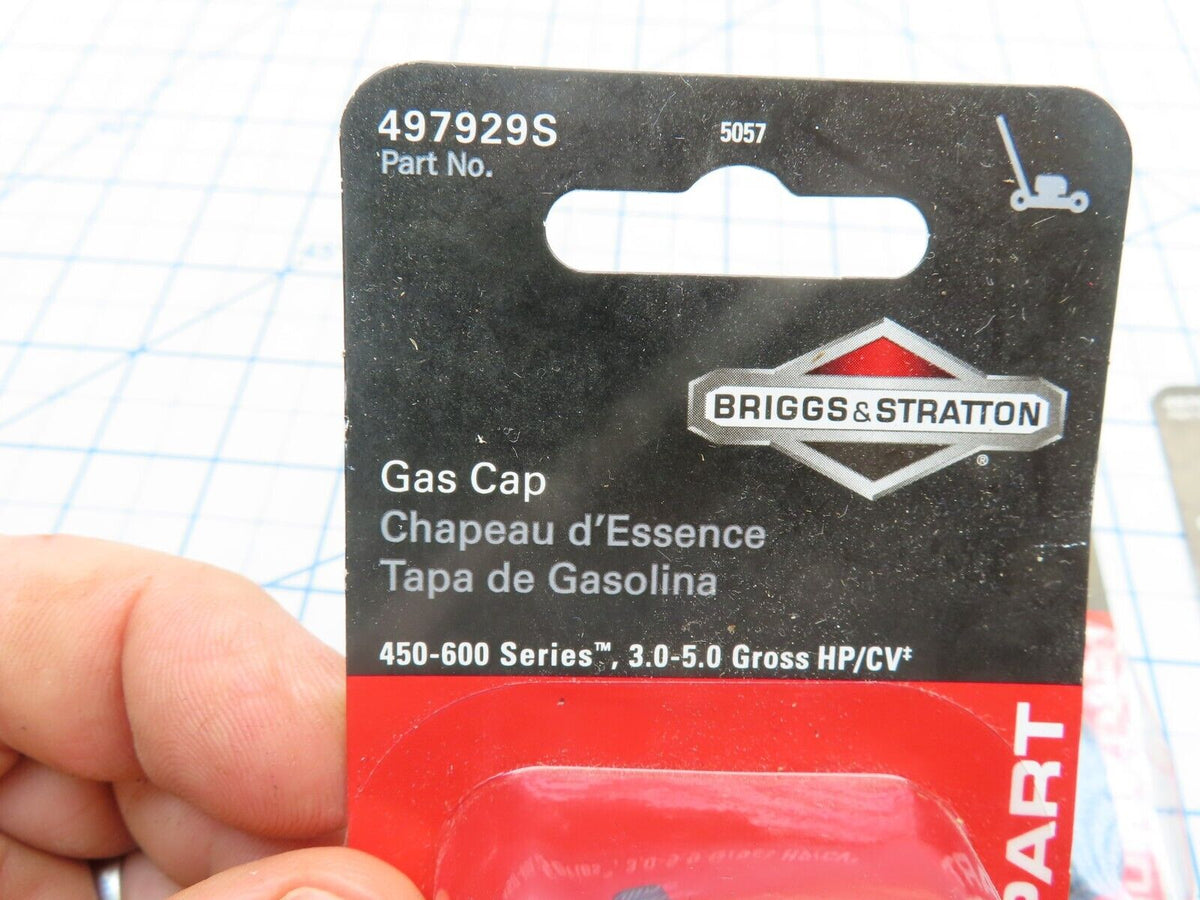 497929S
Part No.
5057
BRIGGS&STRATTON
®
Gas Cap
Chapeau d'Essence
Tapa de Gasolina
450-600 Series™, 3.0-5.0 Gross HP/CV‡
PART